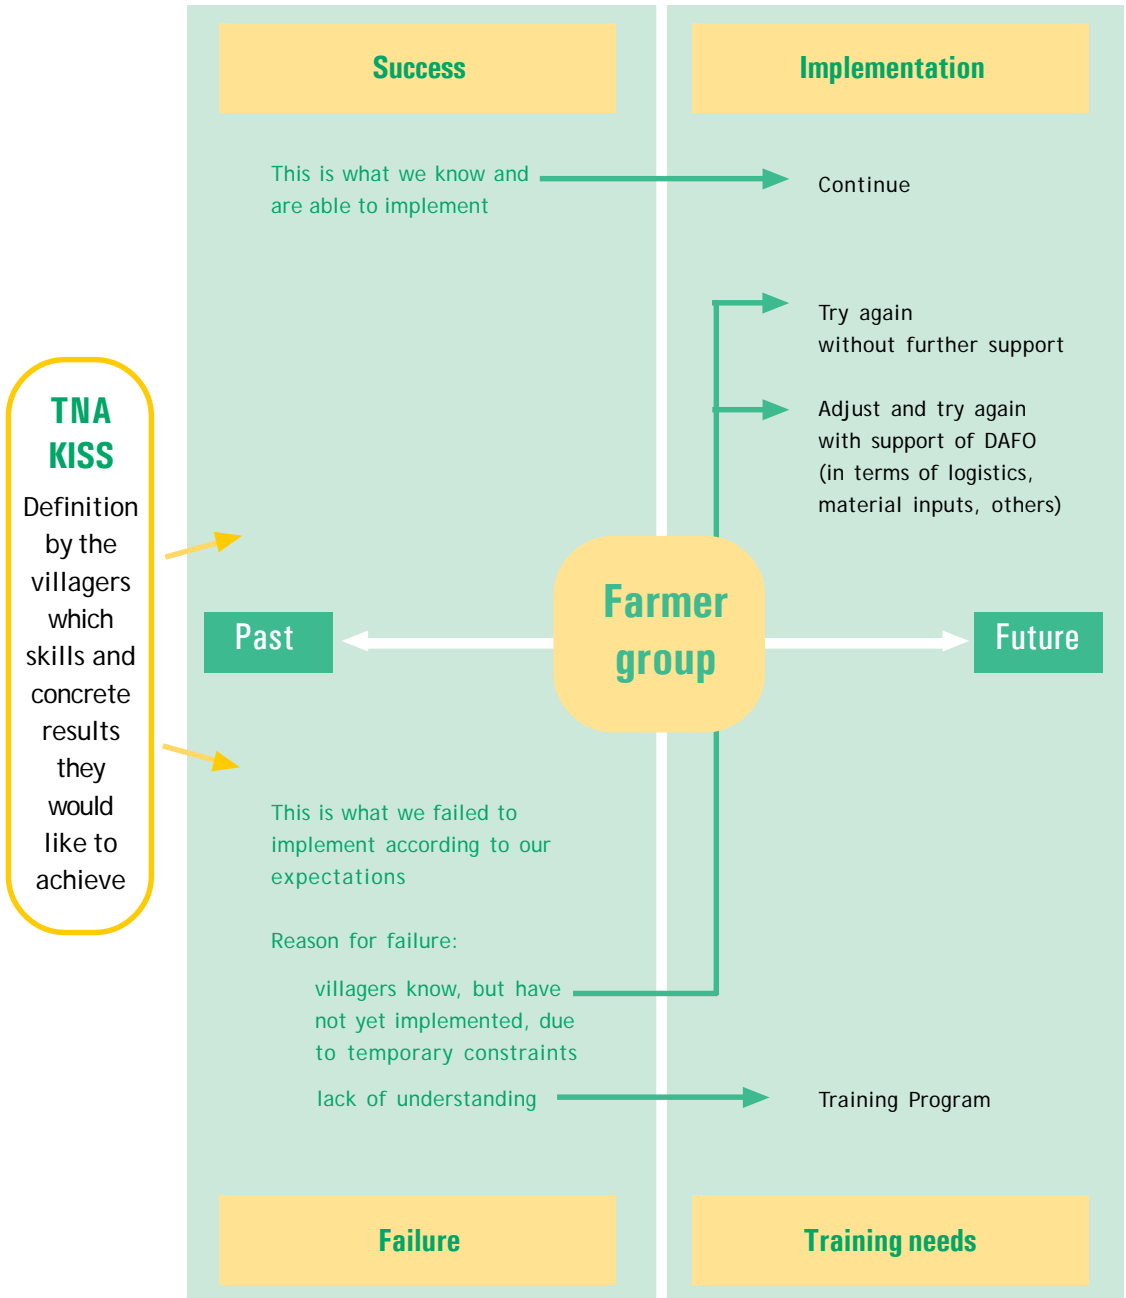 Success
Implementation
This is what we know and
are able to implement
Continue
Try again
without further support
Adjust and try again
with support of DAFO
(in terms of logistics,
material inputs, others)
TNA
KISS
Definition
by the
villagers
which
skills and
concrete
results
they
would
like to
achieve
Past
Farmer
group
Future
This is what we failed to
implement according to our
expectations
Reason for failure:
villagers know, but have
not yet implemented, due
to temporary constraints
lack of understanding
Training Program
Failure
Training needs